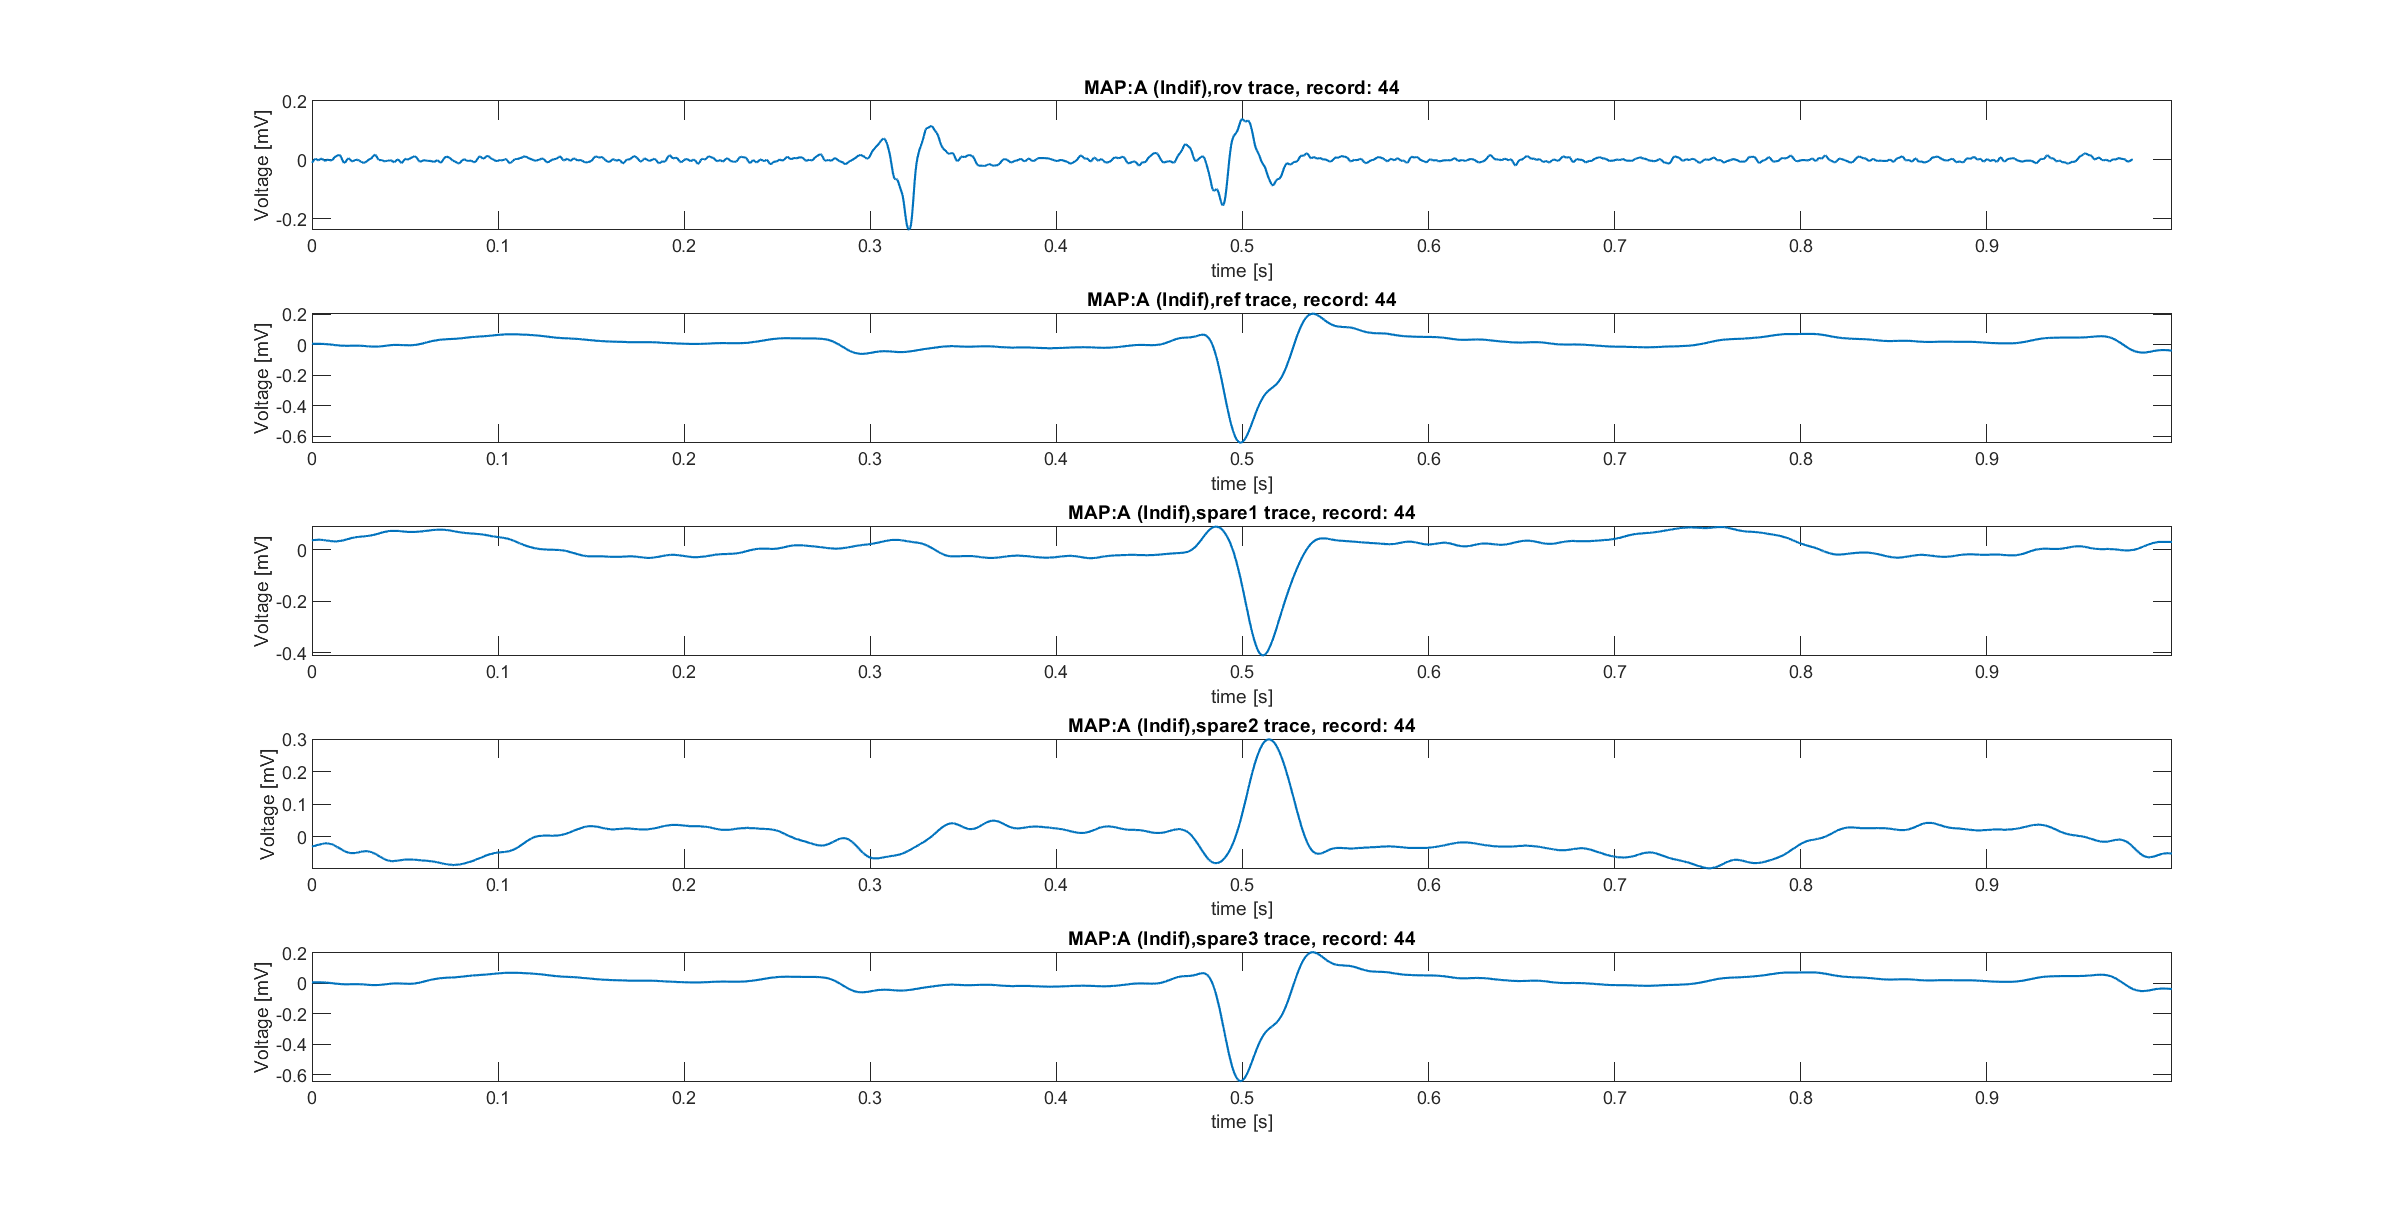 MAP:A (Indif),rov trace, record: 44
Voltage [mV]
0.2
0
-0.2
0 0.1 0.2 0.3 0.4 0.5 0.6 0.7 0.8 0.9
time [s]
MAP:A (Indif),ref trace, record: 44
Voltage [mV]
0.2
0
-0.2
-0.4
-0.6
0 0.1 0.2 0.3 0.4 0.5 0.6 0.7 0.8 0.9
time [s]
MAP:A (Indif),spare1 trace, record: 44
Voltage [mV]
0
-0.2
-0.4
0 0.1 0.2 0.3 0.4 0.5 0.6 0.7 0.8 0.9
time [s]
MAP:A (Indif),spare2 trace, record: 44
Voltage [mV]
0.3
0.2
0.1
0
0 0.1 0.2 0.3 0.4 0.5 0.6 0.7 0.8 0.9
time [s]
MAP:A (Indif),spare3 trace, record: 44
Voltage [mV]
0.2
0
-0.2
-0.4
-0.6
0 0.1 0.2 0.3 0.4 0.5 0.6 0.7 0.8 0.9
time [s]